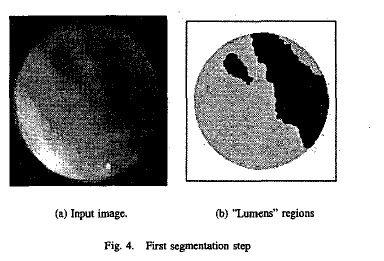 (a) Input image.
(b) "Lumens" regions
Fig. 4. First segmentation step